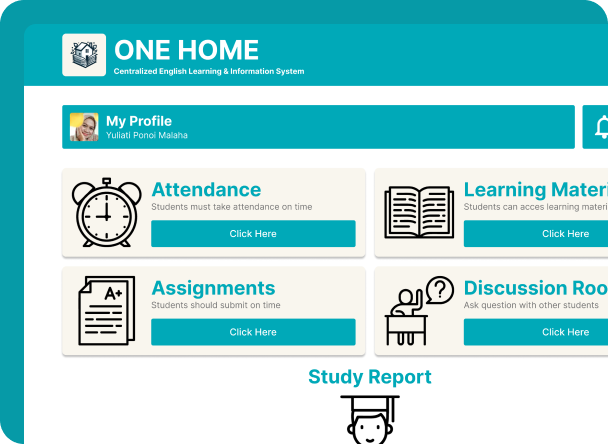 ONE HOME
Centralized English Learning & Information System
My Profile
Yuliati Ponoi Malaha
Attendance
Students must take attendance on time
Click Here
Learning Materi
Students can acces learning materi
Click Here
A+
Assignments
Students should submit on time
Click Here
?
Discussion Roo
Ask question with other students
Click Here
Study Report